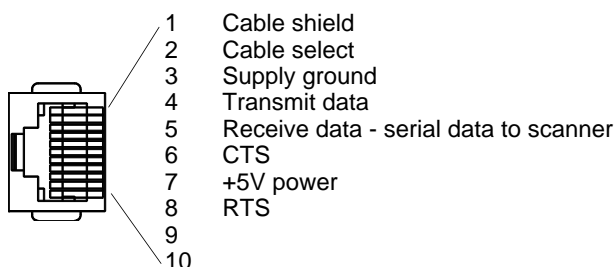 1 Cable shield
2 Cable select
3 Supply ground
4 Transmit data
5 Receive data - serial data to scanner
6 CTS
7 +5V power
8 RTS
9
10